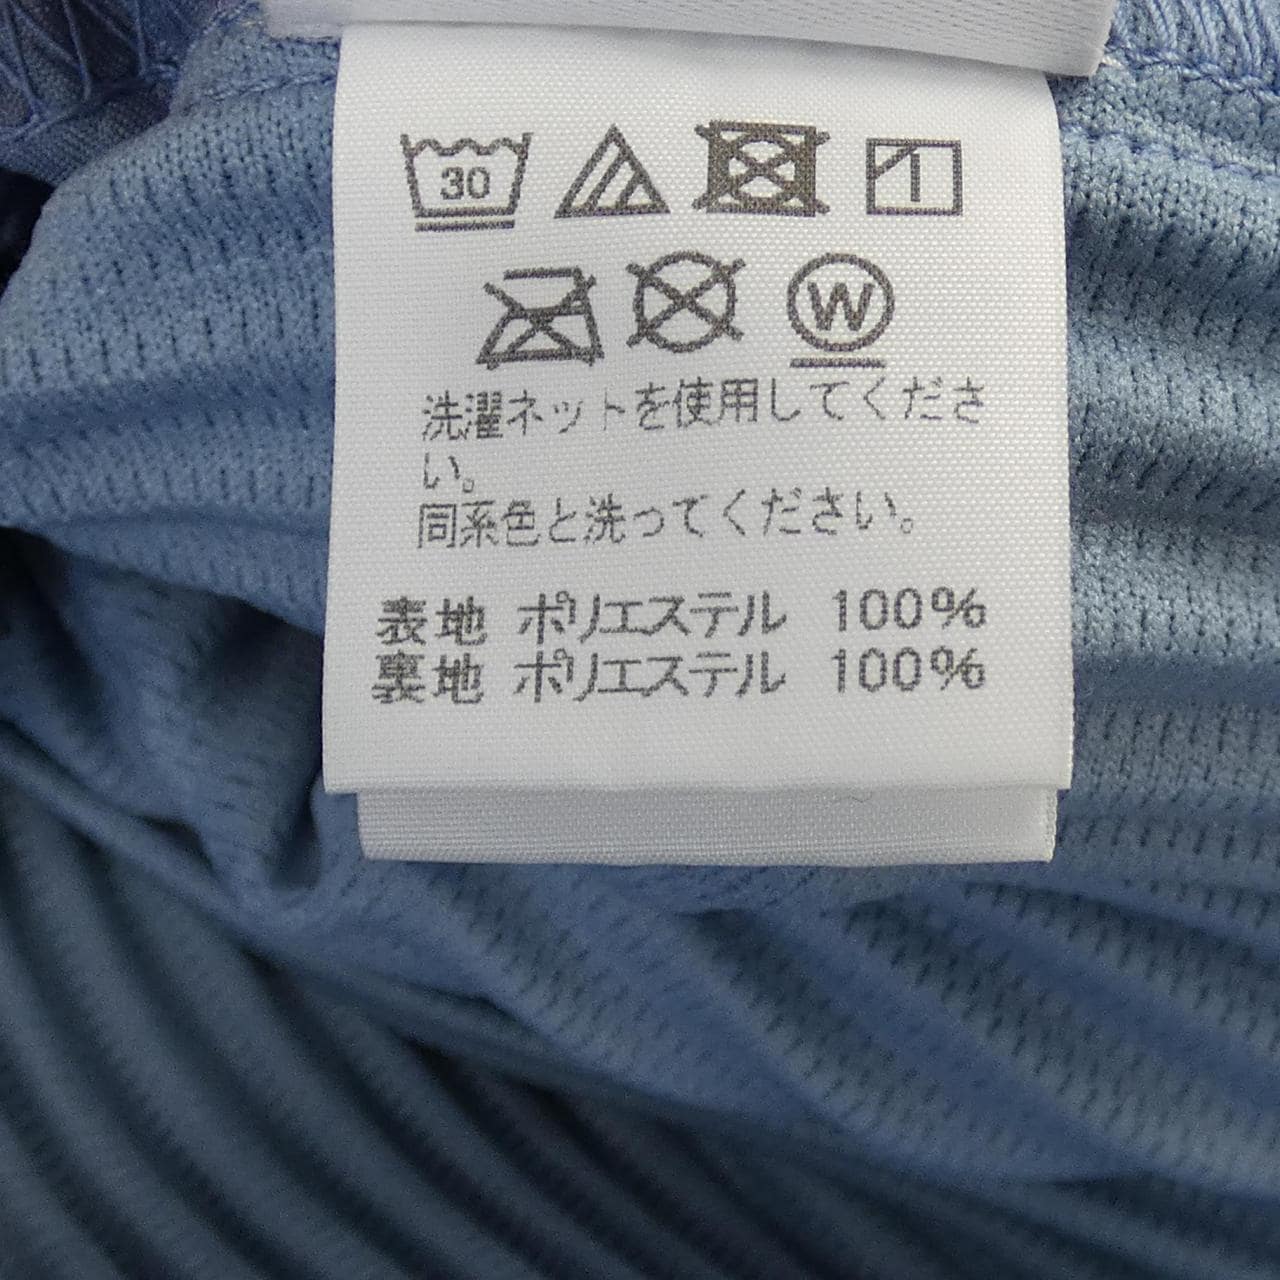 30
W
洗濯ネットを使用してくださ
い。
同系色と洗ってください。
表地 ポリエステル 100%
裏地 ポリエステル 100%